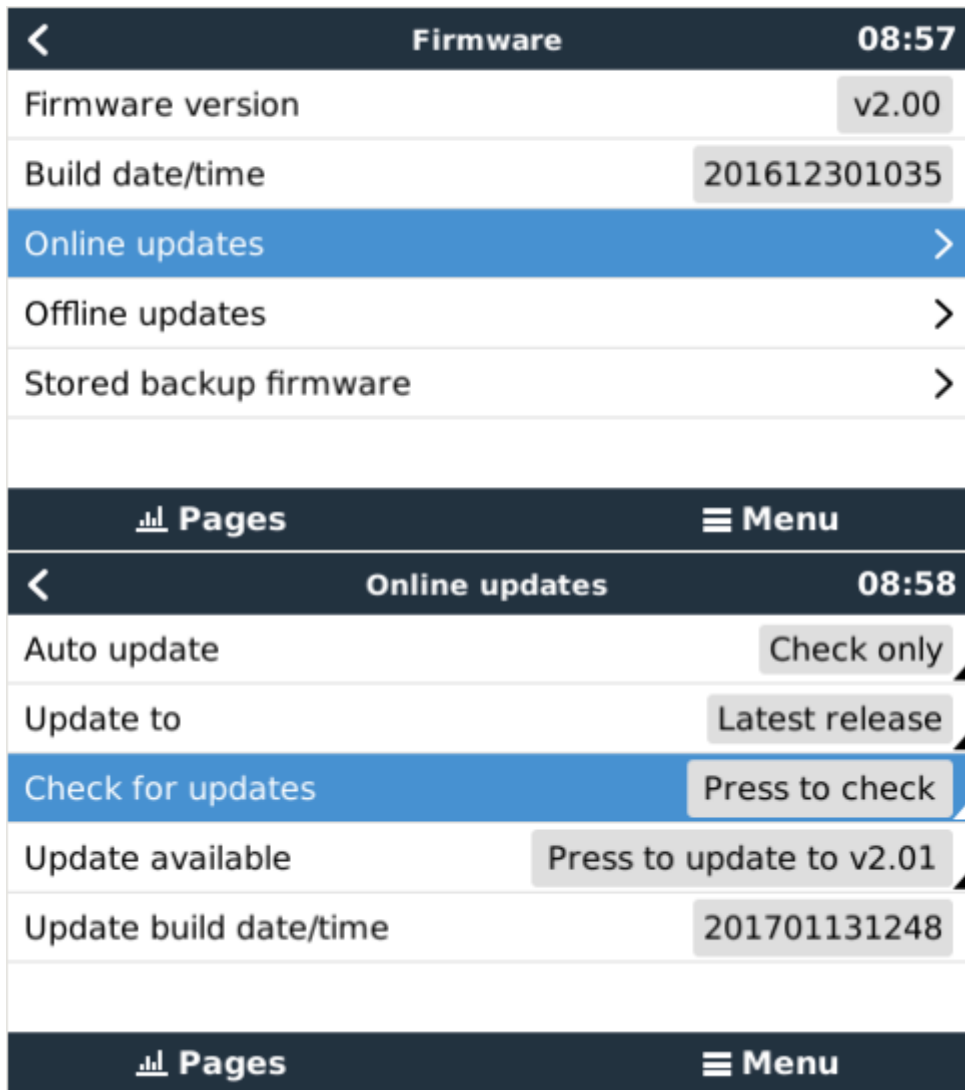 Firmware 08:57
Firmware version v2.00
Build date/time 201612301035
Online updates
Offline updates
Stored backup firmware
Pages Menu
Online updates 08:58
Auto update Check only
Update to Latest release
Check for updates Press to check
Update available Press to update to v2.01
Update build date/time 201701131248
Pages Menu